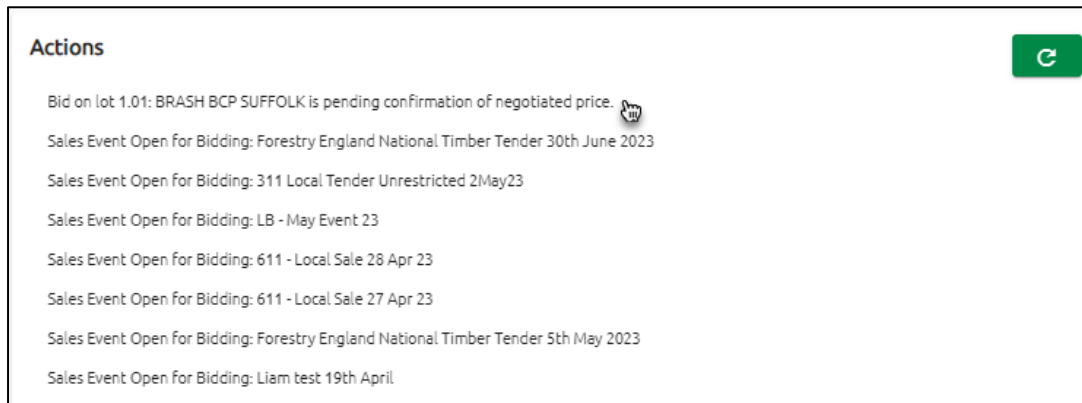 Actions
Bid on lot 1.01: BRASH BCP SUFFOLK is pending confirmation of negotiated price.
Sales Event Open for Bidding: Forestry England National Timber Tender 30th June 2023
Sales Event Open for Bidding: 311 Local Tender Unrestricted 2May23
Sales Event Open for Bidding: LB - May Event 23
Sales Event Open for Bidding: 611 - Local Sale 28 Apr 23
Sales Event Open for Bidding: 611 - Local Sale 27 Apr 23
Sales Event Open for Bidding: Forestry England National Timber Tender 5th May 2023
Sales Event Open for Bidding: Liam test 19th April